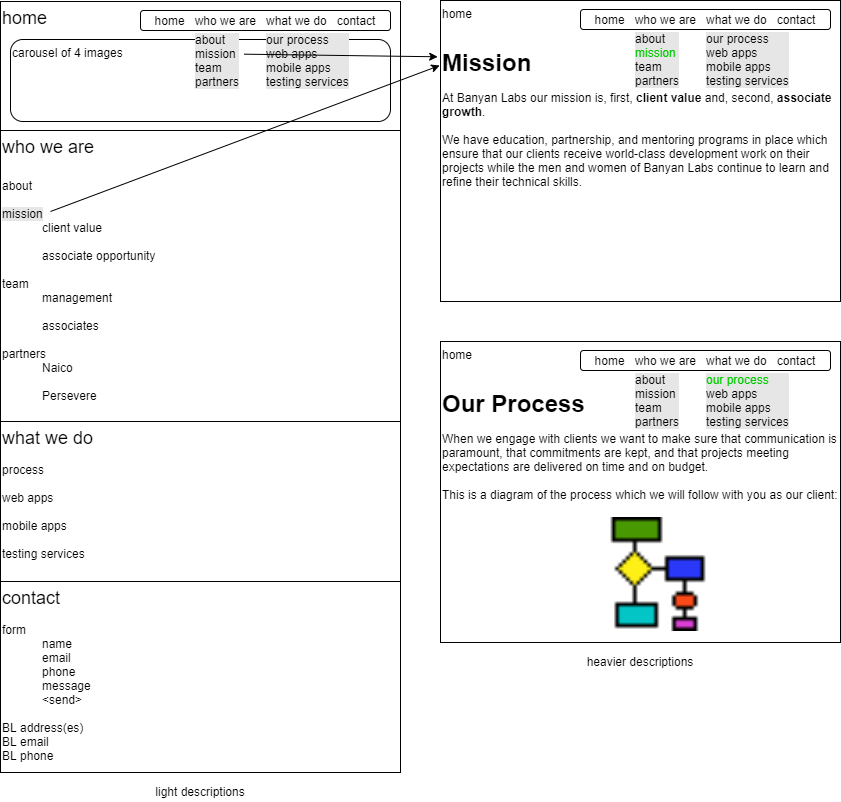 home
home who we are what we do contact
about our process
carousel of 4 images
mission web apps
team mobile apps
partners testing services
who we are
about
mission
client value
associate opportunity
team
management
associates
partners
Naico
Persevere
what we do
process
web apps
mobile apps
testing services
contact
form
name
email
phone
message
<send>
BL address(es)
BL email
BL phone
light descriptions
home
home who we are what we do contact
about our process
mission web apps
team mobile apps
partners testing services
Mission
At Banyan Labs our mission is, first, client value and, second, associate
growth.
We have education, partnership, and mentoring programs in place which
ensure that our clients receive world-class development work on their
projects while the men and women of Banyan Labs continue to learn and
refine their technical skills.
home
home who we are what we do contact
about our process
mission web apps
team mobile apps
partners testing services
Our Process
When we engage with clients we want to make sure that communication is
paramount, that commitments are kept, and that projects meeting
expectations are delivered on time and on budget.
This is a diagram of the process which we will follow with you as our client:
heavier descriptions